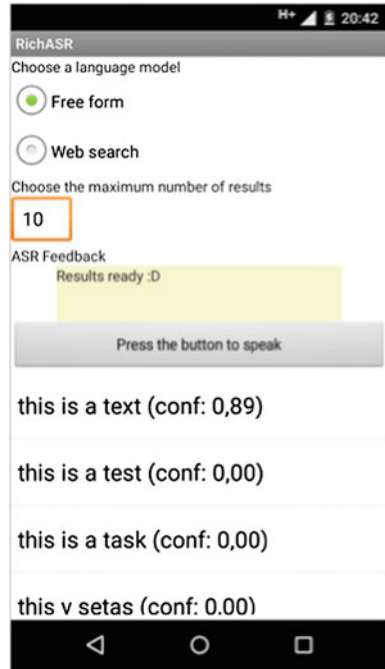 H+ 20:42
RichASR
Choose a language model
Free form
Web search
Choose the maximum number of results
10
ASR Feedback
Results ready :D
Press the button to speak
this is a text (conf: 0,89)
this is a test (conf: 0,00)
this is a task (conf: 0,00)
this y setas (conf: 0,00)